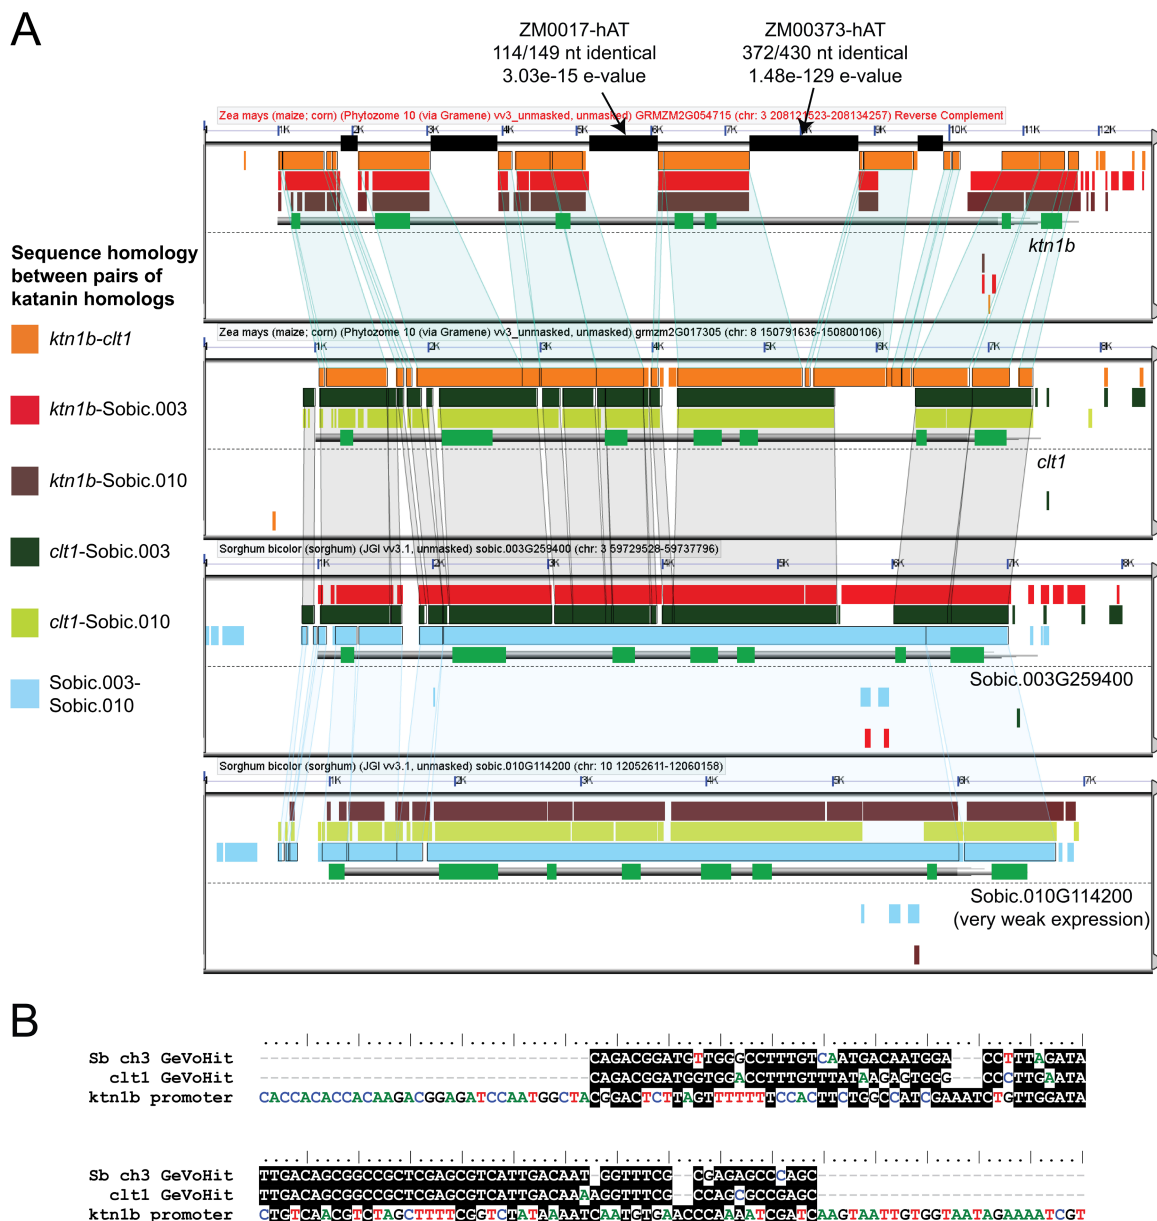 A
ZM0017-hAT
114/149 nt identical
3.03e-15 e-value
ZM00373-hAT
372/430 nt identical
1.48e-129 e-value
Zea mays (maize; corn) (Phytozome 10 (via Gramene) vv3_unmasked, unmasked) GRMZM2G054715 (chr: 3 208121523-208134257) Reverse Complement
1K 2K 3K 4K 5K 6K 7K 9K 10K 11K 12K
ktn1b
Sequence homology
between pairs of
katanin homologs
ktn1b-clt1
ktn1b-Sobic.003
ktn1b-Sobic.010
clt1-Sobic.003
clt1-Sobic.010
Sobic.003-
Sobic.010
Zea mays (maize; corn) (Phytozome 10 (via Gramene) vv3_unmasked, unmasked) grmzm2G017305 (chr: 8 150791636-150800106)
1K 2K 3K 4K 5K 6K 7K 8K
clt1
Sorghum bicolor (sorghum) (JGI vv3.1, unmasked) sobic.003G259400 (chr: 3 59729528-59737796)
1K 2K 3K 4K 5K 6K 7K 8K
Sobic.003G259400
Sorghum bicolor (sorghum) (JGI vv3.1, unmasked) sobic.010G114200 (chr: 10 12052611-12060158)
1K 2K 3K 4K 5K 6K 7K
Sobic.010G114200
(very weak expression)
B
Sb ch3 GeVoHit --------------------------------CAGACGGATGTTGGGCCTTTGTCAATGACAATGGA---CCTTTAGATA
clt1 GeVoHit --------------------------------CAGACGGATGGTGGACCTTTGTTTATAAGAGTGGG---CCCTTGAATA
ktn1b promoter CACCACACCACAAGACGGAGATCCAATGGCTACGGACTCTTAGTTTTTTTCCACTTCTGGCCATCGAAATCTGTTGGATA
Sb ch3 GeVoHit TTGACAGCGGCCGCTCGAGCGTCATTGACAAT-GGTTTCG--CGAGAGCCCAGC--------------------------
clt1 GeVoHit TTGACAGCGGCCGCTCGAGCGTCATTGACAAAAGGTTTCG--CCAGCGCCGAGC--------------------------
ktn1b promoter CTGTCAACGTCTAGCTTTTCGGTCTATAAAATCAATGTGAACCCAAATCGATCAAGTAATTGTGGTAATAGAAAATCGT